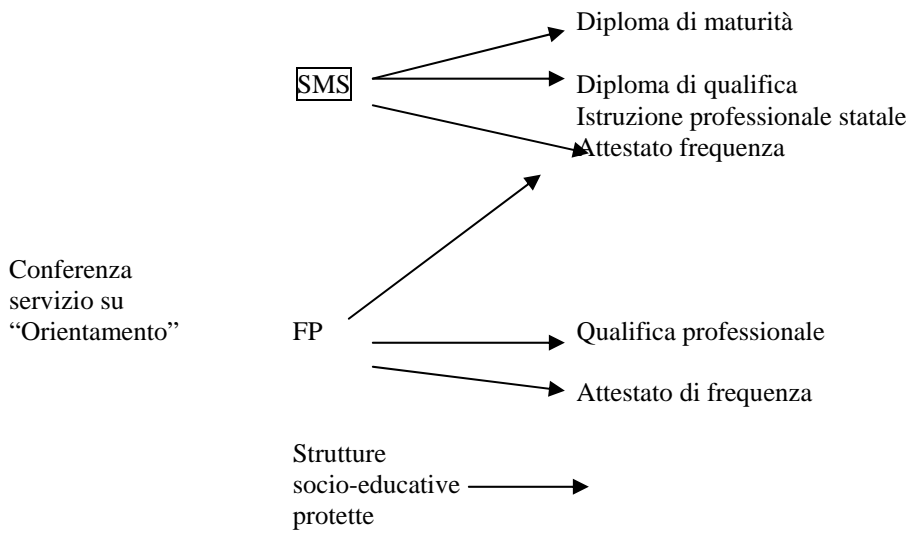 Diploma di maturità
SMS
Diploma di qualifica
Istruzione professionale statale
Attestato frequenza
Conferenza
servizio su
“Orientamento”
FP
Qualifica professionale
Attestato di frequenza
Strutture
socio-educative
protette